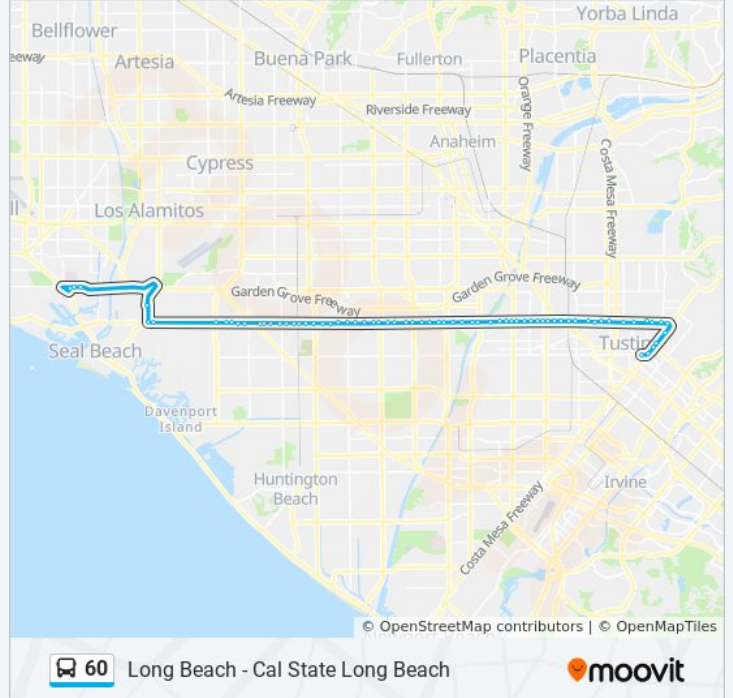 Yorba Linda
Bellflower
eeway
Artesia
Buena Park
Fullerton
Placentia
Artesia Freeway
Riverside Freeway
Orange Freeway
Anaheim
Costa Mesa Freeway
Cypress
ll
Los Alamitos
Garden Grove Freeway
Garden Grove Freeway
Seal Beach
Tustin
Davenport
Island
Huntington
Beach
Irvine
Costa Mesa Freeway
© OpenStreetMap contributors | © OpenMapTiles
60 Long Beach - Cal State Long Beach
moovit